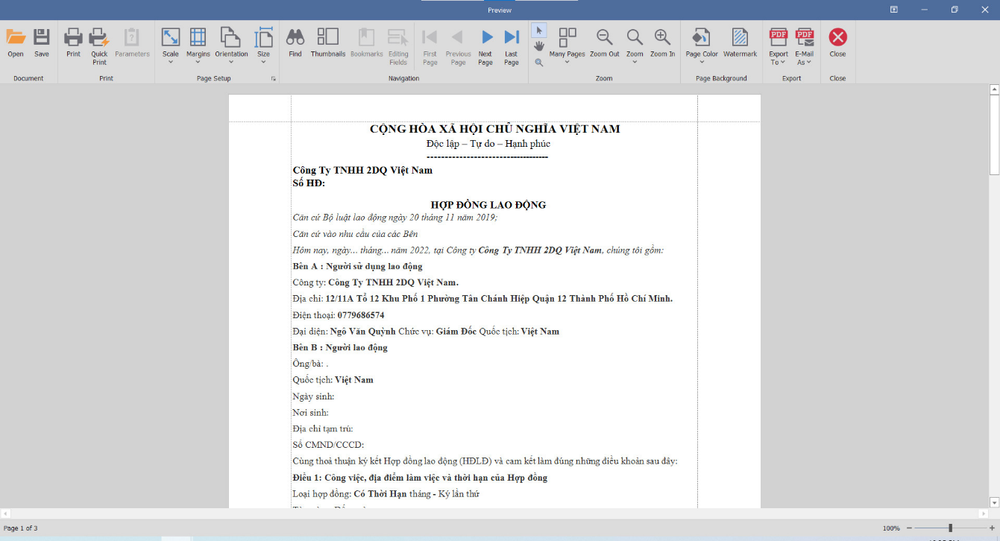 Preview
Open
Save
Print
Quick Print
Parameters
Scale
Margins
Orientation
Size
Find
Thumbnails
Bookmarks
Editing Fields
First Page
Previous Page
Next Page
Last Page
Many Pages
Zoom Out
Zoom
Zoom In
Page Color
Watermark
PDF
Export To
PDF
E-Mail As
Close
Document
Print
Page Setup
Navigation
Zoom
Page Background
Export
Close
CỘNG HÒA XÃ HỘI CHỦ NGHĨA VIỆT NAM
Độc lập – Tự do – Hạnh phúc
----------------------------------
Công Ty TNHH 2DQ Việt Nam
Số HĐ:
HỢP ĐỒNG LAO ĐỘNG
Căn cứ Bộ luật lao động ngày 20 tháng 11 năm 2019;
Căn cứ vào nhu cầu của các Bên
Hôm nay, ngày... tháng... năm 2022, tại Công ty Công Ty TNHH 2DQ Việt Nam, chúng tôi gồm:
Bên A : Người sử dụng lao động
Công ty: Công Ty TNHH 2DQ Việt Nam.
Địa chỉ: 12/11A Tổ 12 Khu Phố 1 Phường Tân Chánh Hiệp Quận 12 Thành Phố Hồ Chí Minh.
Điện thoại: 0779686574
Đại diện: Ngô Văn Quỳnh Chức vụ: Giám Đốc Quốc tịch: Việt Nam
Bên B : Người lao động
Ông/bà: .
Quốc tịch: Việt Nam
Ngày sinh:
Nơi sinh:
Địa chỉ tạm trú:
Số CMND/CCCD:
Cùng thoả thuận ký kết Hợp đồng lao động (HĐLĐ) và cam kết làm đúng những điều khoản sau đây:
Điều 1: Công việc, địa điểm làm việc và thời hạn của Hợp đồng
Loại hợp đồng: Có Thời Hạn tháng - Ký lần thứ
Page 1 of 3
100%